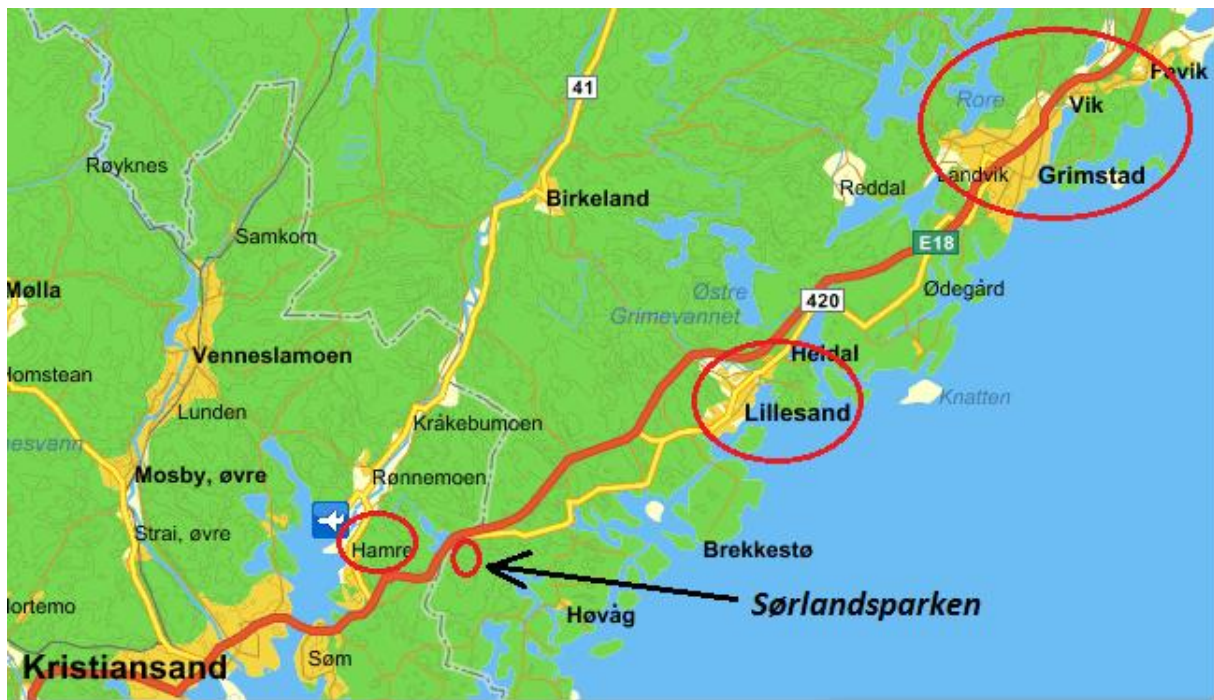 Fevik
41
Rore
Vik
Røyknes
Landvik
Grimstad
Reddal
Birkeland
Samkom
E18
Mølla
Østre
Grimevannet
420
Ødegård
Venneslamoen
Heldal
Homstean
Knatten
Lunden
Lillesand
Kråkebumoen
Mosby, øvre
Rønnemoen
Strai, øvre
Hamre
Brekkestø
Sørlandsparken
Høvåg
Søm
Kristiansand